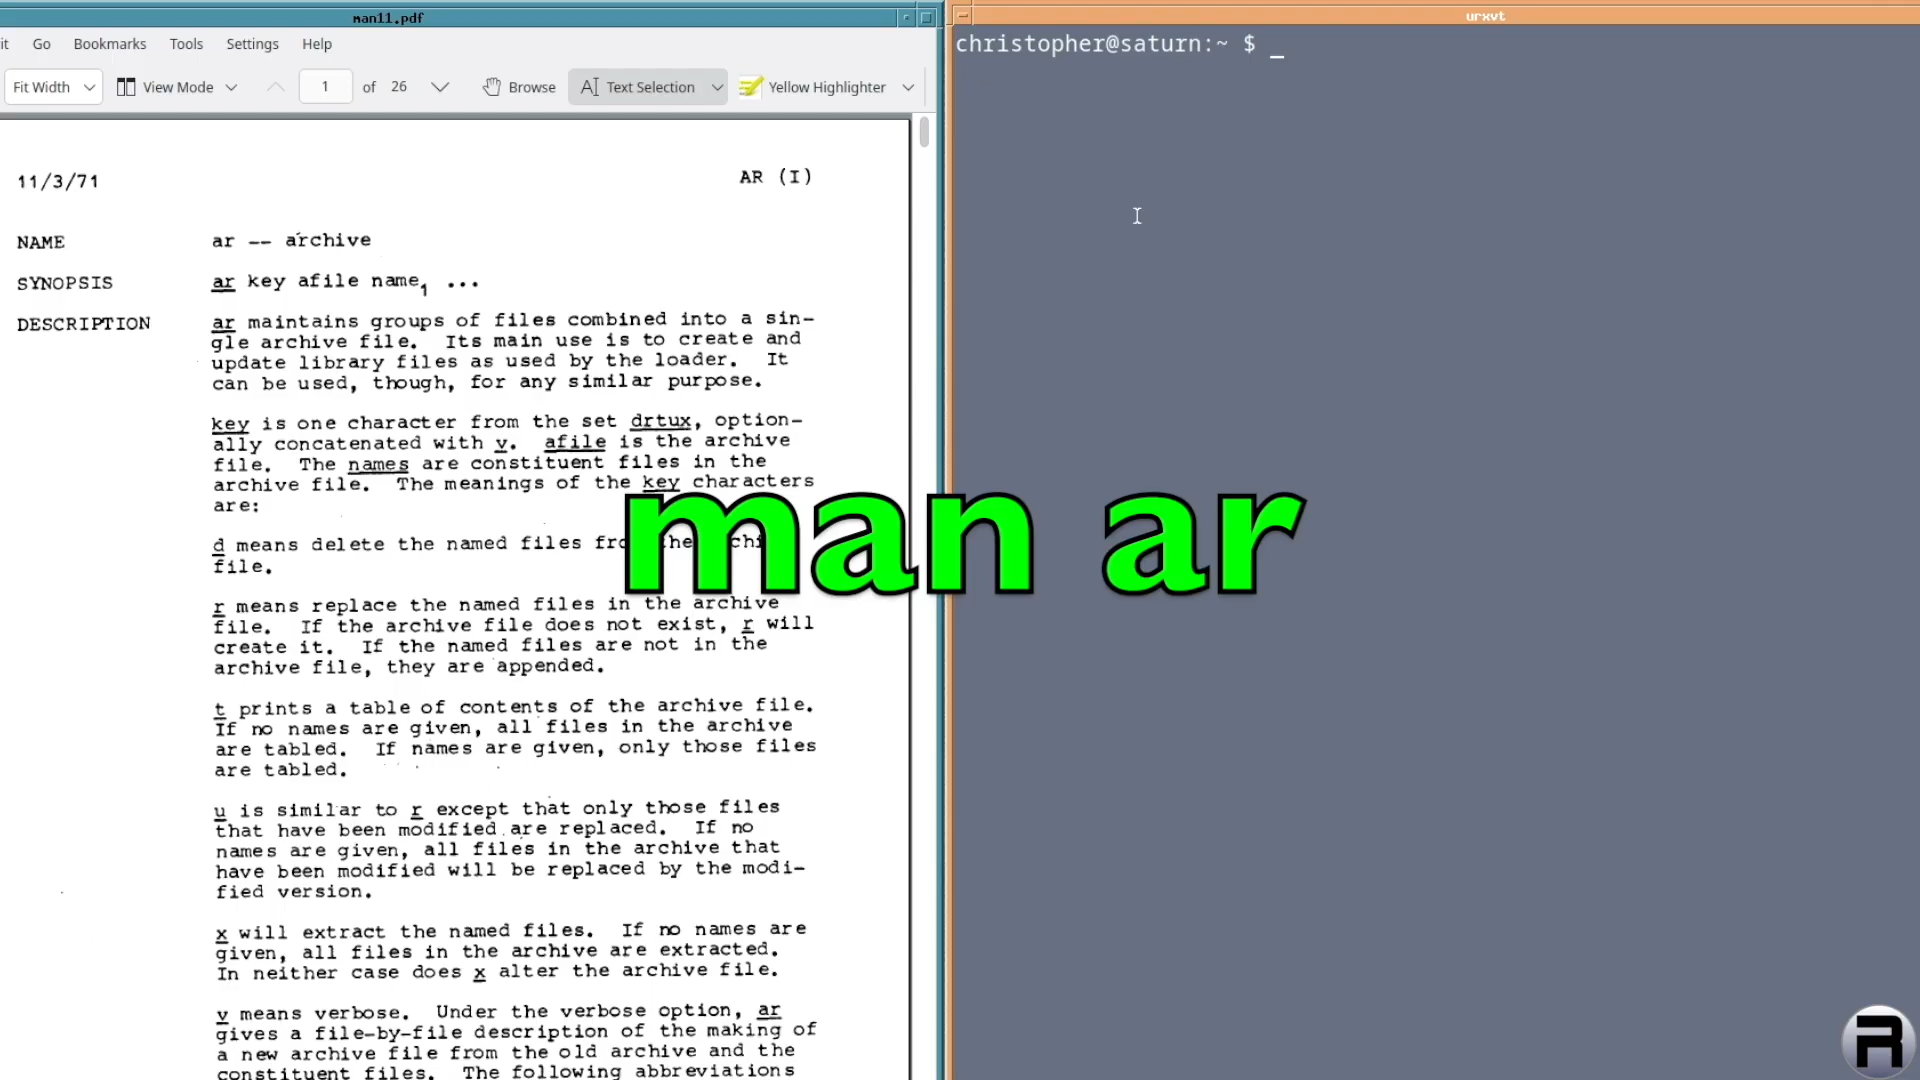 man11.pdf
it Go Bookmarks Tools Settings Help
Fit Width View Mode 1 of 26 Browse Text Selection Yellow Highlighter
11/3/71 AR (I)
NAME ar -- archive
SYNOPSIS ar key afile name1 ...
DESCRIPTION ar maintains groups of files combined into a sin-
gle archive file. Its main use is to create and
update library files as used by the loader. It
can be used, though, for any similar purpose.
key is one character from the set drtux, option-
ally concatenated with v. afile is the archive
file. The names are constituent files in the
archive file. The meanings of the key characters
are:
d means delete the named files from the archi
file.
r means replace the named files in the archive
file. If the archive file does not exist, r will
create it. If the named files are not in the
archive file, they are appended.
t prints a table of contents of the archive file.
If no names are given, all files in the archive
are tabled. If names are given, only those files
are tabled.
u is similar to r except that only those files
that have been modified are replaced. If no
names are given, all files in the archive that
have been modified will be replaced by the modi-
fied version.
x will extract the named files. If no names are
given, all files in the archive are extracted.
In neither case does x alter the archive file.
v means verbose. Under the verbose option, ar
gives a file-by-file description of the making of
a new archive file from the old archive and the
constituent files. The following abbreviations
urxvt
christopher@saturn:~ $ _
man ar
R